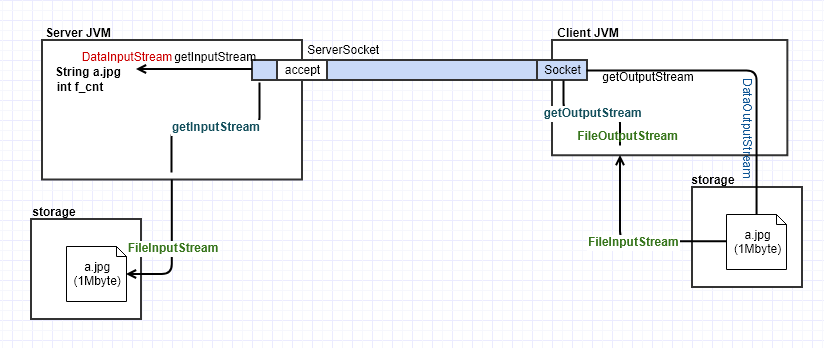 Server JVM
Client JVM
ServerSocket
DataInputStream getInputStream
String a.jpg
int f_cnt
accept
Socket
getOutputStream
getOutputStream
DataOutputStream
getInputStream
FileOutputStream
storage
storage
a.jpg
(1Mbyte)
FileInputStream
FileInputStream
a.jpg
(1Mbyte)